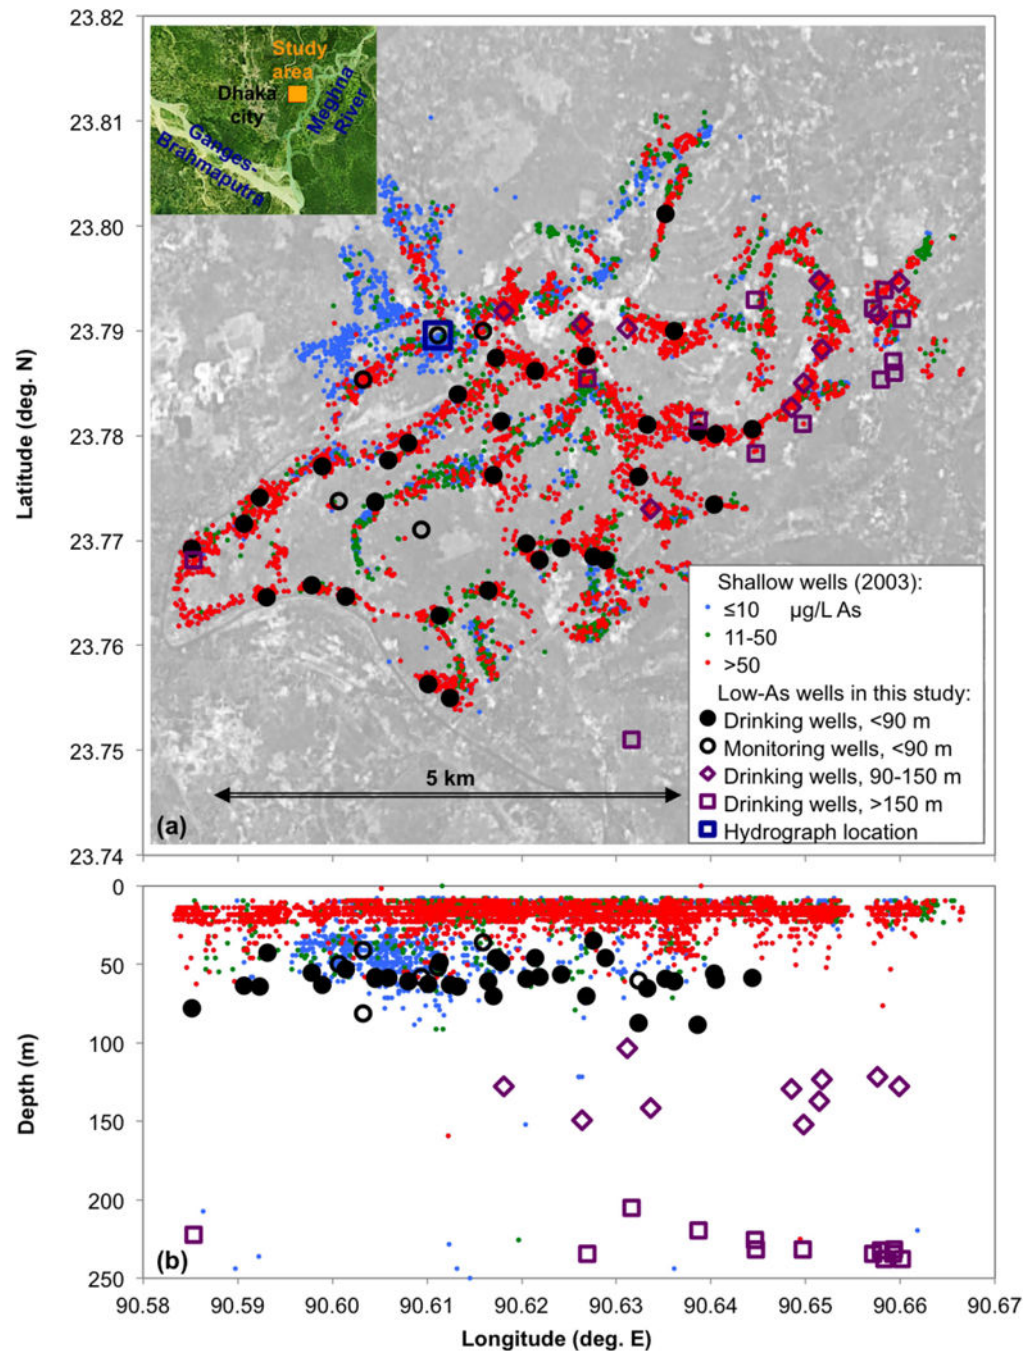 23.82
23.81
23.80
23.79
23.78
23.77
23.76
23.75
23.74
Latitude (deg. N)
Study
area
Dhaka
city
Meghna
River
Ganges-
Brahmaputra
Shallow wells (2003):
≤10 µg/L As
11-50
>50
Low-As wells in this study:
Drinking wells, <90 m
Monitoring wells, <90 m
Drinking wells, 90-150 m
Drinking wells, >150 m
Hydrograph location
5 km
(a)
0
50
100
150
200
250
Depth (m)
(b)
90.58 90.59 90.60 90.61 90.62 90.63 90.64 90.65 90.66 90.67
Longitude (deg. E)